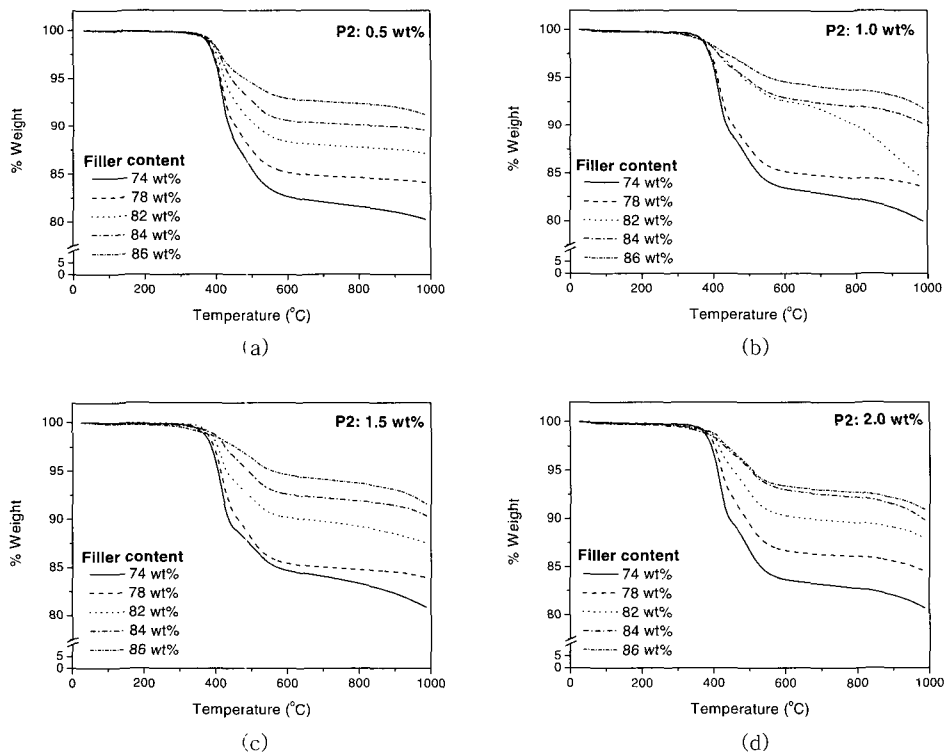 P2: 0.5 wt%
100
95
90
85
80
5
0
% Weight
Filler content
74 wt%
78 wt%
82 wt%
84 wt%
86 wt%
0 200 400 600 800 1000
Temperature (°C)
(a)
P2: 1.0 wt%
100
95
90
85
80
5
0
% Weight
Filler content
74 wt%
78 wt%
82 wt%
84 wt%
86 wt%
0 200 400 600 800 1000
Temperature (°C)
(b)
P2: 1.5 wt%
100
95
90
85
80
5
0
% Weight
Filler content
74 wt%
78 wt%
82 wt%
84 wt%
86 wt%
0 200 400 600 800 1000
Temperature (°C)
(c)
P2: 2.0 wt%
100
95
90
85
80
5
0
% Weight
Filler content
74 wt%
78 wt%
82 wt%
84 wt%
86 wt%
0 200 400 600 800 1000
Temperature (°C)
(d)